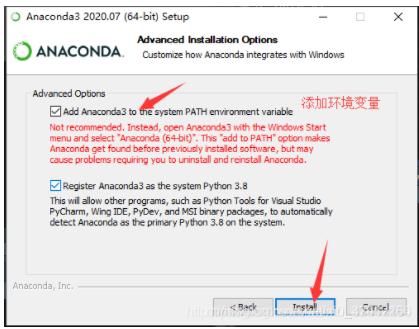 Anaconda3 2020.07 (64-bit) Setup
ANACONDA.
Advanced Installation Options
Customize how Anaconda integrates with Windows
Advanced Options
Add Anaconda3 to the system PATH environment variable
添加环境变量
Not recommended. Instead, open Anaconda3 with the Windows Start
menu and select "Anaconda (64-bit)". This "add to PATH" option makes
Anaconda get found before previously installed software, but may
cause problems requiring you to uninstall and reinstall Anaconda.
Register Anaconda3 as the system Python 3.8
This will allow other programs, such as Python Tools for Visual Studio
PyCharm, Wing IDE, PyDev, and MSI binary packages, to automatically
detect Anaconda as the primary Python 3.8 on the system.
Anaconda, Inc.
< Back
Install
Cancel